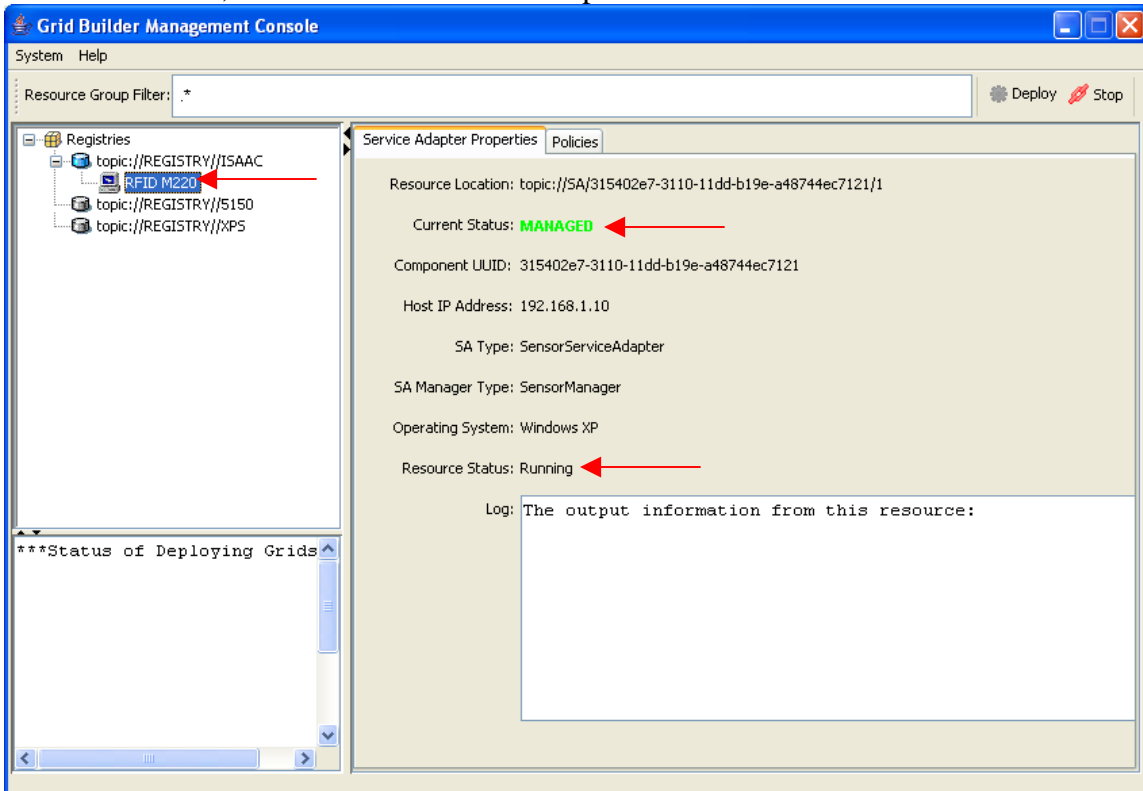 Grid Builder Management Console
System Help
Resource Group Filter: .*
Deploy Stop
Registries
topic://REGISTRY//ISAAC
RFID M220
topic://REGISTRY//5150
topic://REGISTRY//XPS
***Status of Deploying Grids
Service Adapter Properties Policies
Resource Location: topic://SA/315402e7-3110-11dd-b19e-a48744ec7121/1
Current Status: MANAGED
Component UUID: 315402e7-3110-11dd-b19e-a48744ec7121
Host IP Address: 192.168.1.10
SA Type: SensorServiceAdapter
SA Manager Type: SensorManager
Operating System: Windows XP
Resource Status: Running
Log: The output information from this resource: